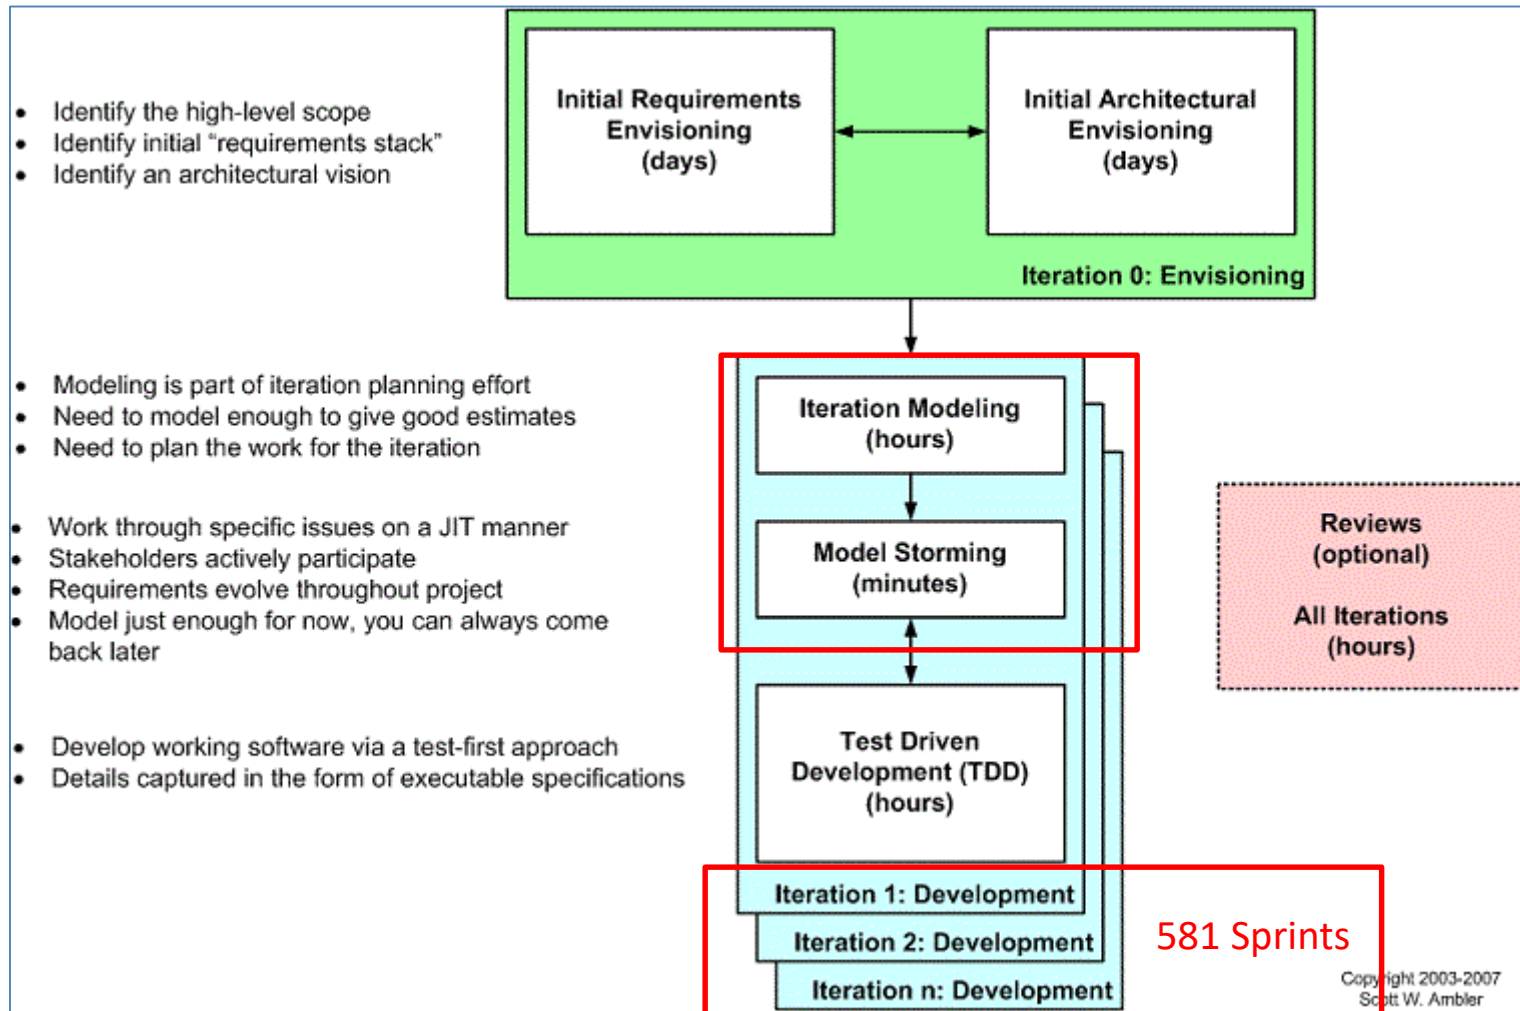 • Identify the high-level scope
• Identify initial “requirements stack”
• Identify an architectural vision
Initial Requirements
Envisioning
(days)
Initial Architectural
Envisioning
(days)
Iteration 0: Envisioning
• Modeling is part of iteration planning effort
• Need to model enough to give good estimates
• Need to plan the work for the iteration
Iteration Modeling
(hours)
• Work through specific issues on a JIT manner
• Stakeholders actively participate
• Requirements evolve throughout project
• Model just enough for now, you can always come
back later
Model Storming
(minutes)
Reviews
(optional)
All Iterations
(hours)
• Develop working software via a test-first approach
• Details captured in the form of executable specifications
Test Driven
Development (TDD)
(hours)
Iteration 1: Development
Iteration 2: Development
Iteration n: Development
581 Sprints
Copyright 2003-2007
Scott W. Ambler